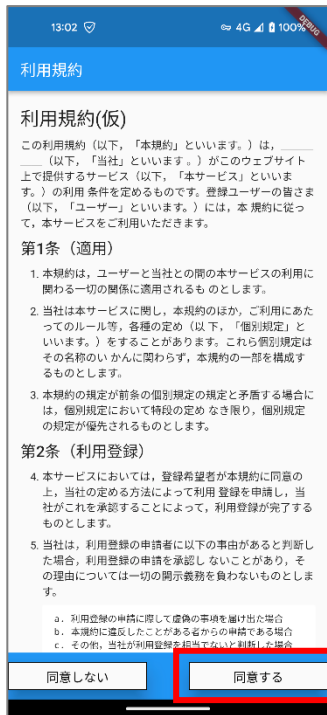 13:02
4G 100%
DEBUG
利用規約
利用規約(仮)
この利用規約(以下,「本規約」といいます。)は,_____
____(以下,「当社」といいます 。)がこのウェブサイト
上で提供するサービス(以下,「本サービス」といいま
す。)の利用 条件を定めるものです。登録ユーザーの皆さま
(以下,「ユーザー」といいます。)には,本 規約に従っ
て,本サービスをご利用いただきます。
第1条(適用)
1. 本規約は,ユーザーと当社との間の本サービスの利用に
関わる一切の関係に適用されるも のとします。
2. 当社は本サービスに関し,本規約のほか,ご利用にあた
ってのルール等,各種の定め(以 下,「個別規定」と
いいます。)をすることがあります。これら個別規定は
その名称のい かんに関わらず,本規約の一部を構成す
るものとします。
3. 本規約の規定が前条の個別規定の規定と矛盾する場合に
は,個別規定において特段の定め なき限り,個別規定
の規定が優先されるものとします。
第2条(利用登録)
4. 本サービスにおいては,登録希望者が本規約に同意の
上,当社の定める方法によって利用 登録を申請し,当
社がこれを承認することによって,利用登録が完了する
ものとします。
5. 当社は,利用登録の申請者に以下の事由があると判断し
た場合,利用登録の申請を承認し ないことがあり,そ
の理由については一切の開示義務を負わないものとしま
す。
a. 利用登録の申請に際して虚偽の事項を届け出た場合
b. 本規約に違反したことがある者からの申請である場合
c. その他,当社が利用登録を相当でないと判断した場合
同意しない
同意する